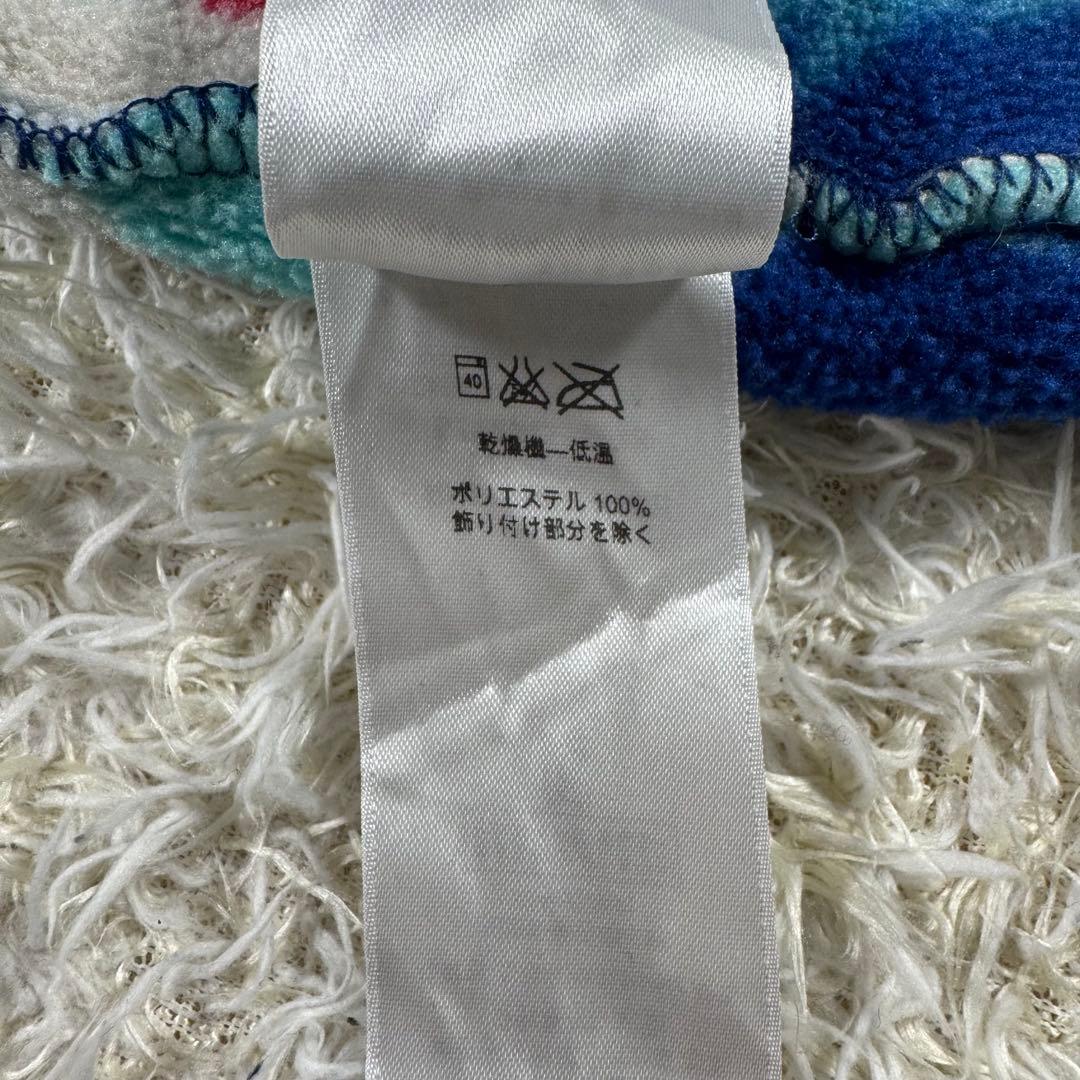 40
乾燥機—低温
ポリエステル 100%
飾り付け部分を除く